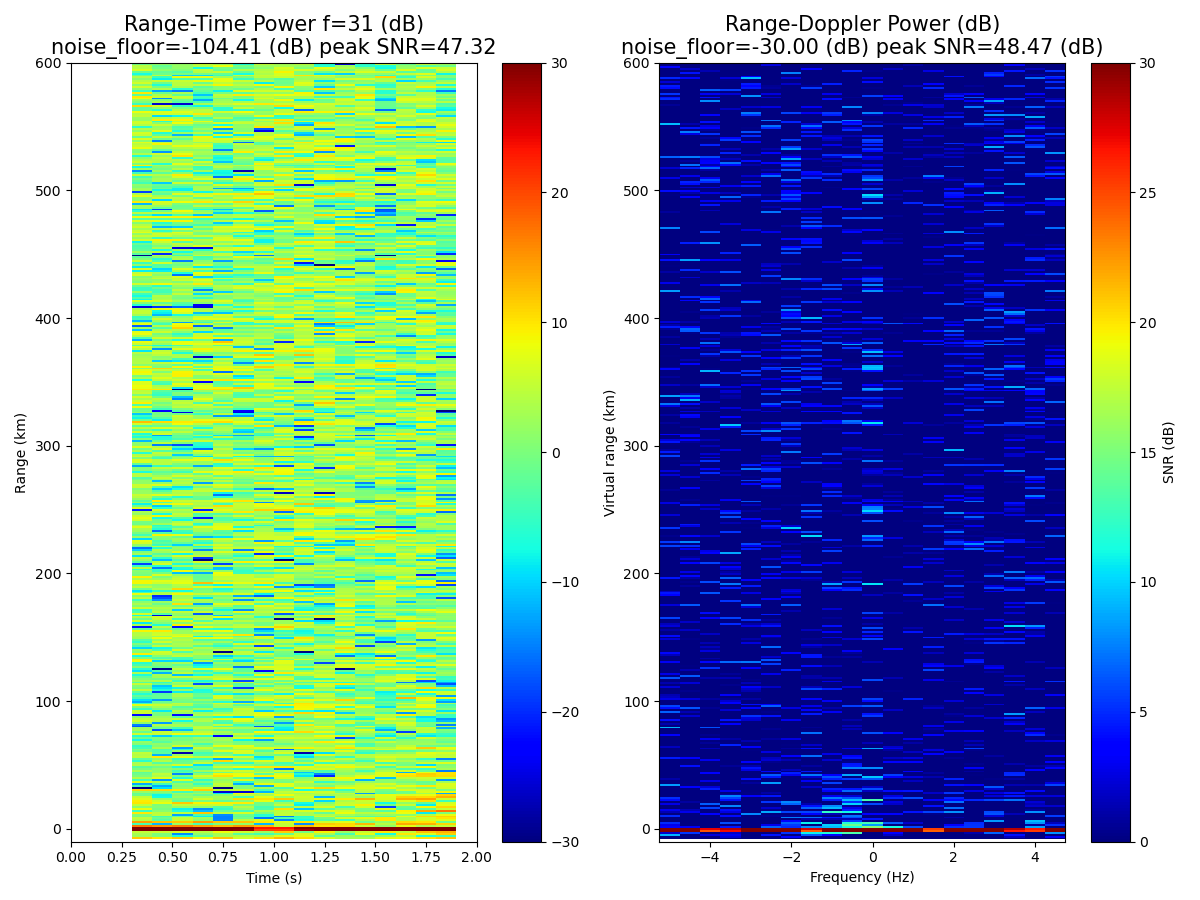 Range-Time Power f=31 (dB)
noise_floor=-104.41 (dB) peak SNR=47.32
Range-Doppler Power (dB)
noise_floor=-30.00 (dB) peak SNR=48.47 (dB)
600
500
400
300
200
100
0
Range (km)
0.00 0.25 0.50 0.75 1.00 1.25 1.50 1.75 2.00
Time (s)
30
20
10
0
−10
−20
−30
600
500
400
300
200
100
0
Virtual range (km)
−4 −2 0 2 4
Frequency (Hz)
30
25
20
15
10
5
0
SNR (dB)